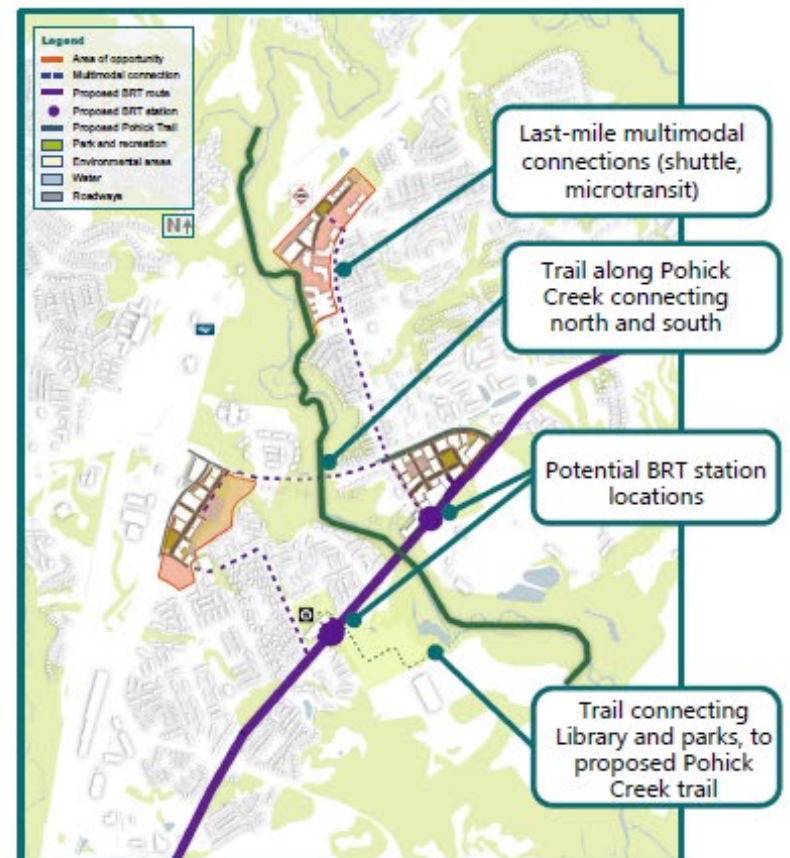 Legend
Area of opportunity
Multimodal connection
Proposed BRT route
Proposed BRT station
Proposed Pohick Trail
Park and recreation
Environmental areas
Water
Roadways
N
Last-mile multimodal
connections (shuttle,
microtransit)
Trail along Pohick
Creek connecting
north and south
Potential BRT station
locations
Trail connecting
Library and parks, to
proposed Pohick
Creek trail